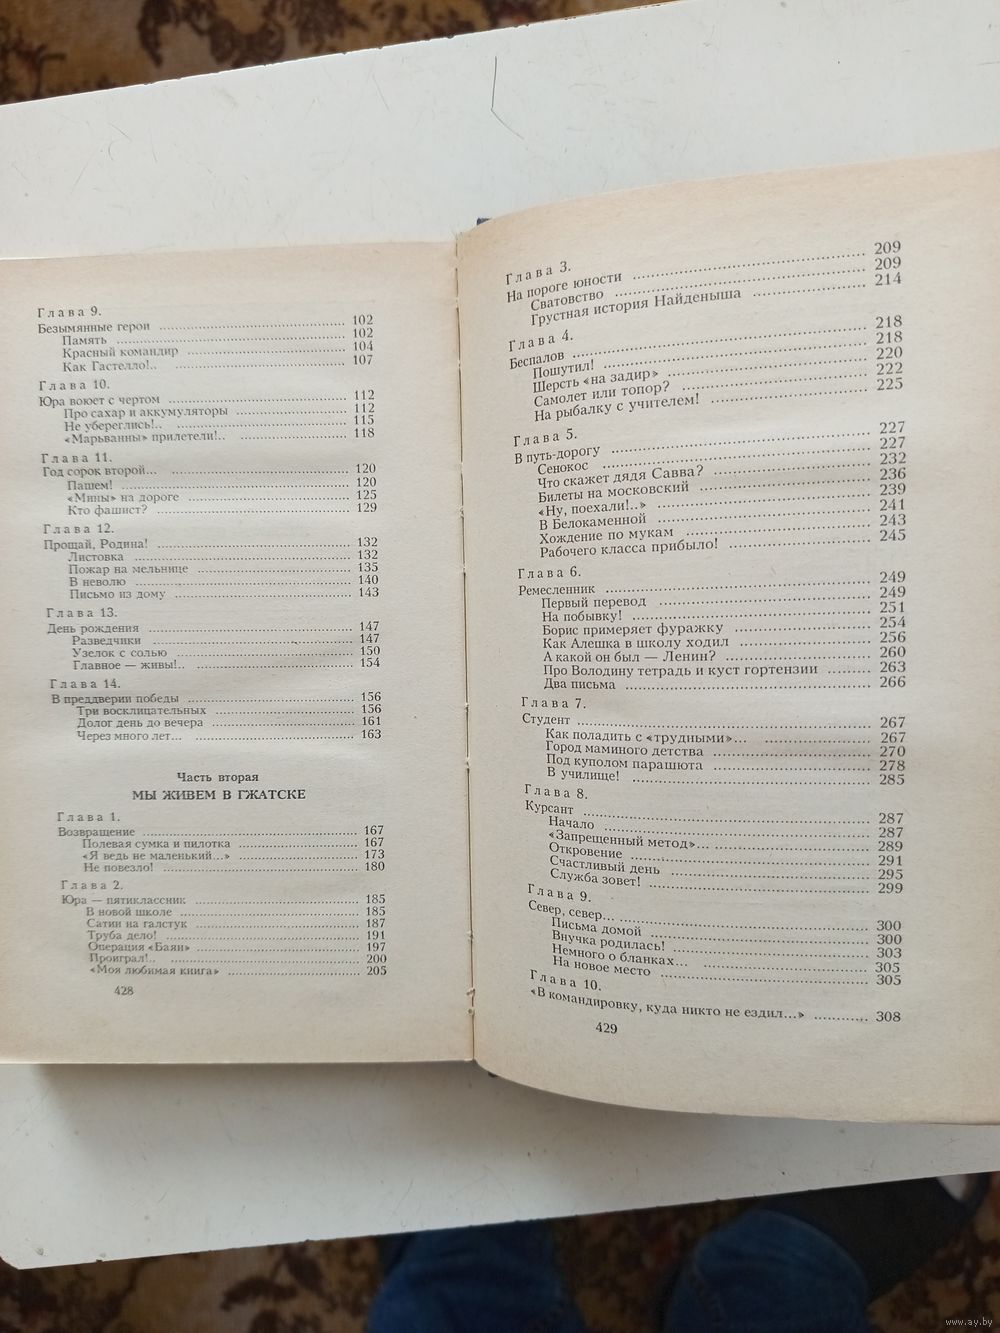 Глава 9.
Безымянные герои ........ 102
Память ........ 102
Красный командир ........ 104
Как Гастелло!.. ........ 107
Глава 10.
Юра воюет с чертом ........ 112
Про сахар и аккумуляторы ........ 112
Не убереглись!.. ........ 115
«Марьванны» прилетели!.. ........ 118
Глава 11.
Год сорок второй... ........ 120
Пашем! ........ 120
«Мины» на дороге ........ 125
Кто фашист? ........ 129
Глава 12.
Прощай, Родина! ........ 132
Листовка ........ 132
Пожар на мельнице ........ 135
В неволю ........ 140
Письмо из дому ........ 143
Глава 13.
День рождения ........ 147
Разведчики ........ 147
Узелок с солью ........ 150
Главное — живы!.. ........ 154
Глава 14.
В преддверии победы ........ 156
Три восклицательных ........ 156
Долог день до вечера ........ 161
Через много лет... ........ 163
Часть вторая
МЫ ЖИВЕМ В ГЖАТСКЕ
Глава 1.
Возвращение ........ 167
Полевая сумка и пилотка ........ 167
«Я ведь не маленький...» ........ 173
Не повезло! ........ 180
Глава 2.
Юра — пятиклассник ........ 185
В новой школе ........ 185
Сатин на галстук ........ 187
Труба дело! ........ 191
Операция «Баян» ........ 197
Проиграл!.. ........ 200
«Моя любимая книга» ........ 205
428
Глава 3.
На пороге юности ........ 209
Сватовство ........ 209
Грустная история Найденыша ........ 214
Глава 4.
Беспалов ........ 218
Пошутил! ........ 218
Шерсть «на задир» ........ 220
Самолет или топор? ........ 222
На рыбалку с учителем! ........ 225
Глава 5.
В путь-дорогу ........ 227
Сенокос ........ 227
Что скажет дядя Савва? ........ 232
Билеты на московский ........ 236
«Ну, поехали!..» ........ 239
В Белокаменной ........ 241
Хождение по мукам ........ 243
Рабочего класса прибыло! ........ 245
Глава 6.
Ремесленник ........ 249
Первый перевод ........ 249
На побывку! ........ 251
Борис примеряет фуражку ........ 254
Как Алешка в школу ходил ........ 256
А какой он был — Ленин? ........ 260
Про Володину тетрадь и куст гортензии ........ 263
Два письма ........ 266
Глава 7.
Студент ........ 267
Как поладить с «трудными»... ........ 267
Город маминого детства ........ 270
Под куполом парашюта ........ 278
В училище! ........ 285
Глава 8.
Курсант ........ 287
Начало ........ 287
«Запрещенный метод»... ........ 289
Откровение ........ 291
Счастливый день ........ 295
Служба зовет! ........ 299
Глава 9.
Север, север... ........ 300
Письма домой ........ 300
Внучка родилась! ........ 303
Немного о бланках... ........ 305
На новое место ........ 305
Глава 10.
«В командировку, куда никто не ездил...» ........ 308
429
www.ay.by